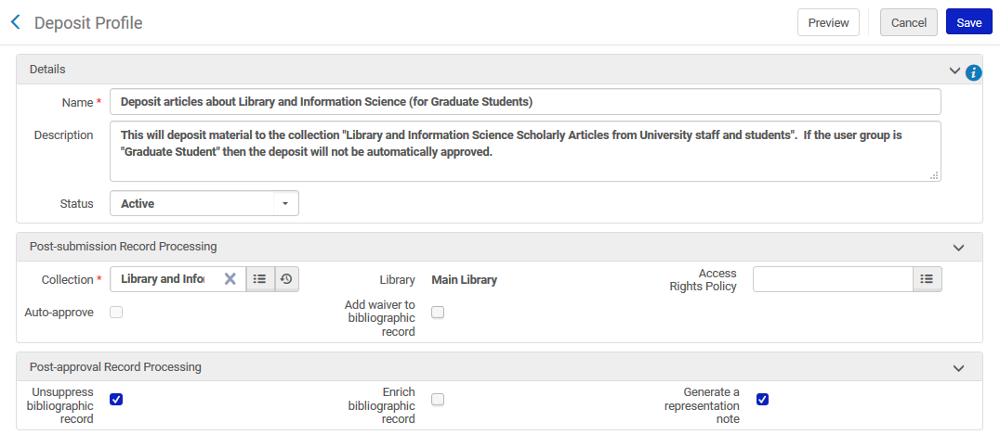 Deposit Profile
Preview
Cancel
Save
Details
Name *
Deposit articles about Library and Information Science (for Graduate Students)
Description
This will deposit material to the collection "Library and Information Science Scholarly Articles from University staff and students".  If the user group is
"Graduate Student" then the deposit will not be automatically approved.
Status
Active
Post-submission Record Processing
Collection *
Library and Info
Library
Main Library
Access
Rights Policy
Auto-approve
Add waiver to
bibliographic
record
Post-approval Record Processing
Unsuppress
bibliographic
record
Enrich
bibliographic
record
Generate a
representation
note